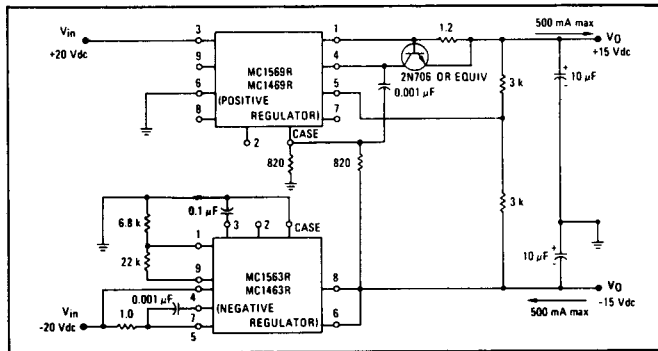 Vin
+20 Vdc
3
9
6
8
MC1569R
MC1469R
(POSITIVE
REGULATOR)
2
CASE
1
4
5
7
1.2
2N706 OR EQUIV
0.001 µF
500 mA max
VO
+15 Vdc
3 k
10 µF
+
-
820
820
3 k
6.8 k
22 k
0.1 µF
3
2
CASE
1
9
4
7
5
MC1563R
MC1463R
(NEGATIVE
REGULATOR)
8
6
0.001 µF
Vin
-20 Vdc
1.0
10 µF
+
-
VO
-15 Vdc
500 mA max